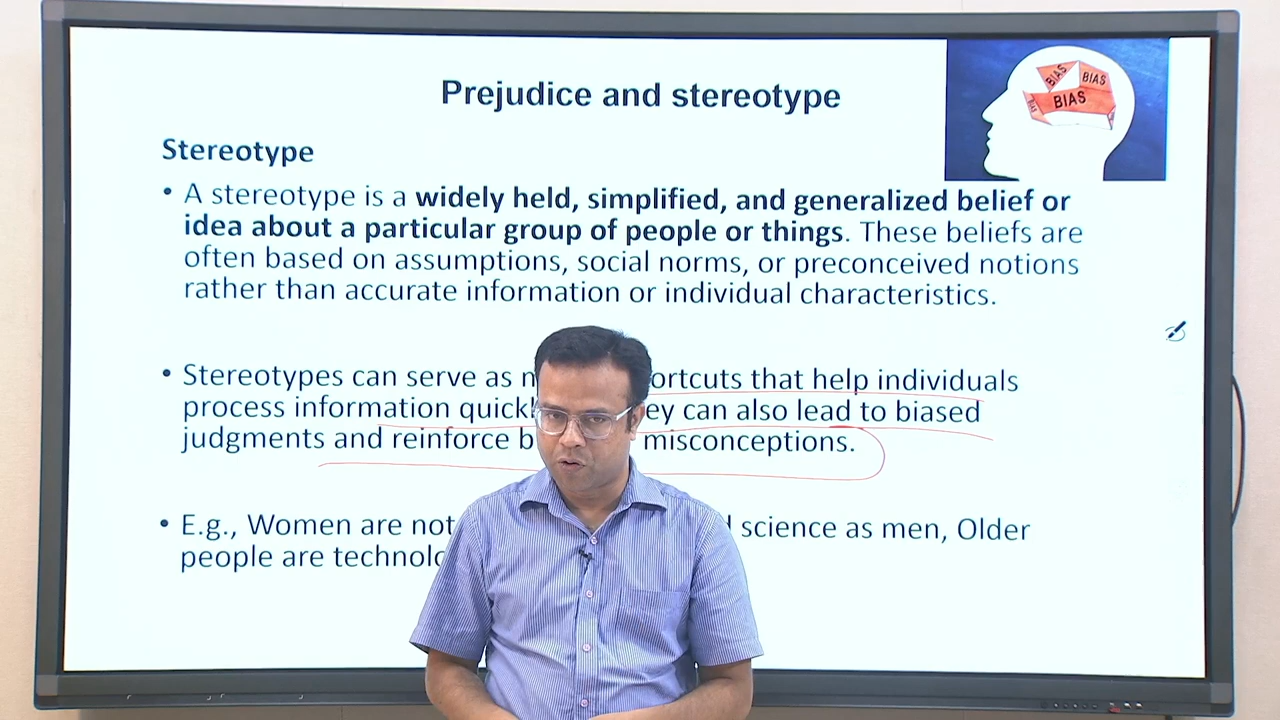 Prejudice and stereotype
BIAS
BIAS
BIAS
Stereotype
• A stereotype is a widely held, simplified, and generalized belief or
idea about a particular group of people or things. These beliefs are
often based on assumptions, social norms, or preconceived notions
rather than accurate information or individual characteristics.
• Stereotypes can serve as ortcuts that help individuals
process information quickl ey can also lead to biased
judgments and reinforce misconceptions.
• E.g., Women are not science as men, Older
people are technolo